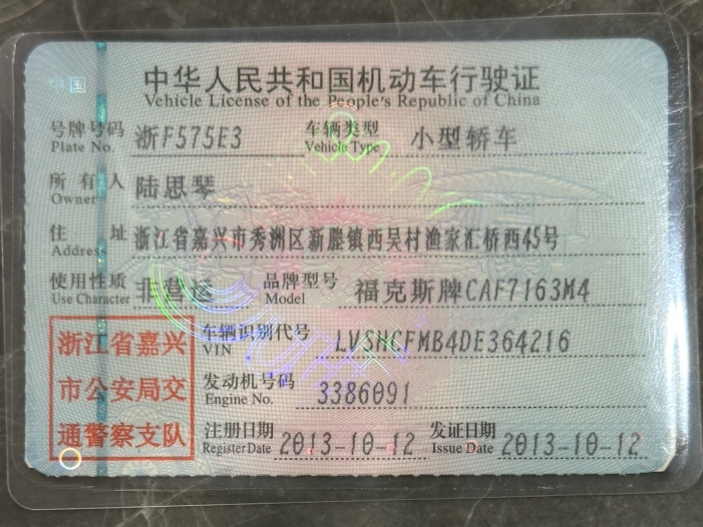 中国
中华人民共和国机动车行驶证
Vehicle License of the People's Republic of China
号牌号码 浙F575E3 车辆类型 小型轿车
Plate No. Vehicle Type
所有人 陆思琴
Owner
住址 浙江省嘉兴市秀洲区新塍镇西吴村渔家汇桥西45号
Address
使用性质 非营运 品牌型号 福克斯牌CAF7163M4
Use Character Model
浙江省嘉兴
市公安局交
通警察支队
车辆识别代号 LVSHCFMB4DE364216
VIN
发动机号码 3386091
Engine No.
注册日期 2013-10-12 发证日期 2013-10-12
Register Date Issue Date